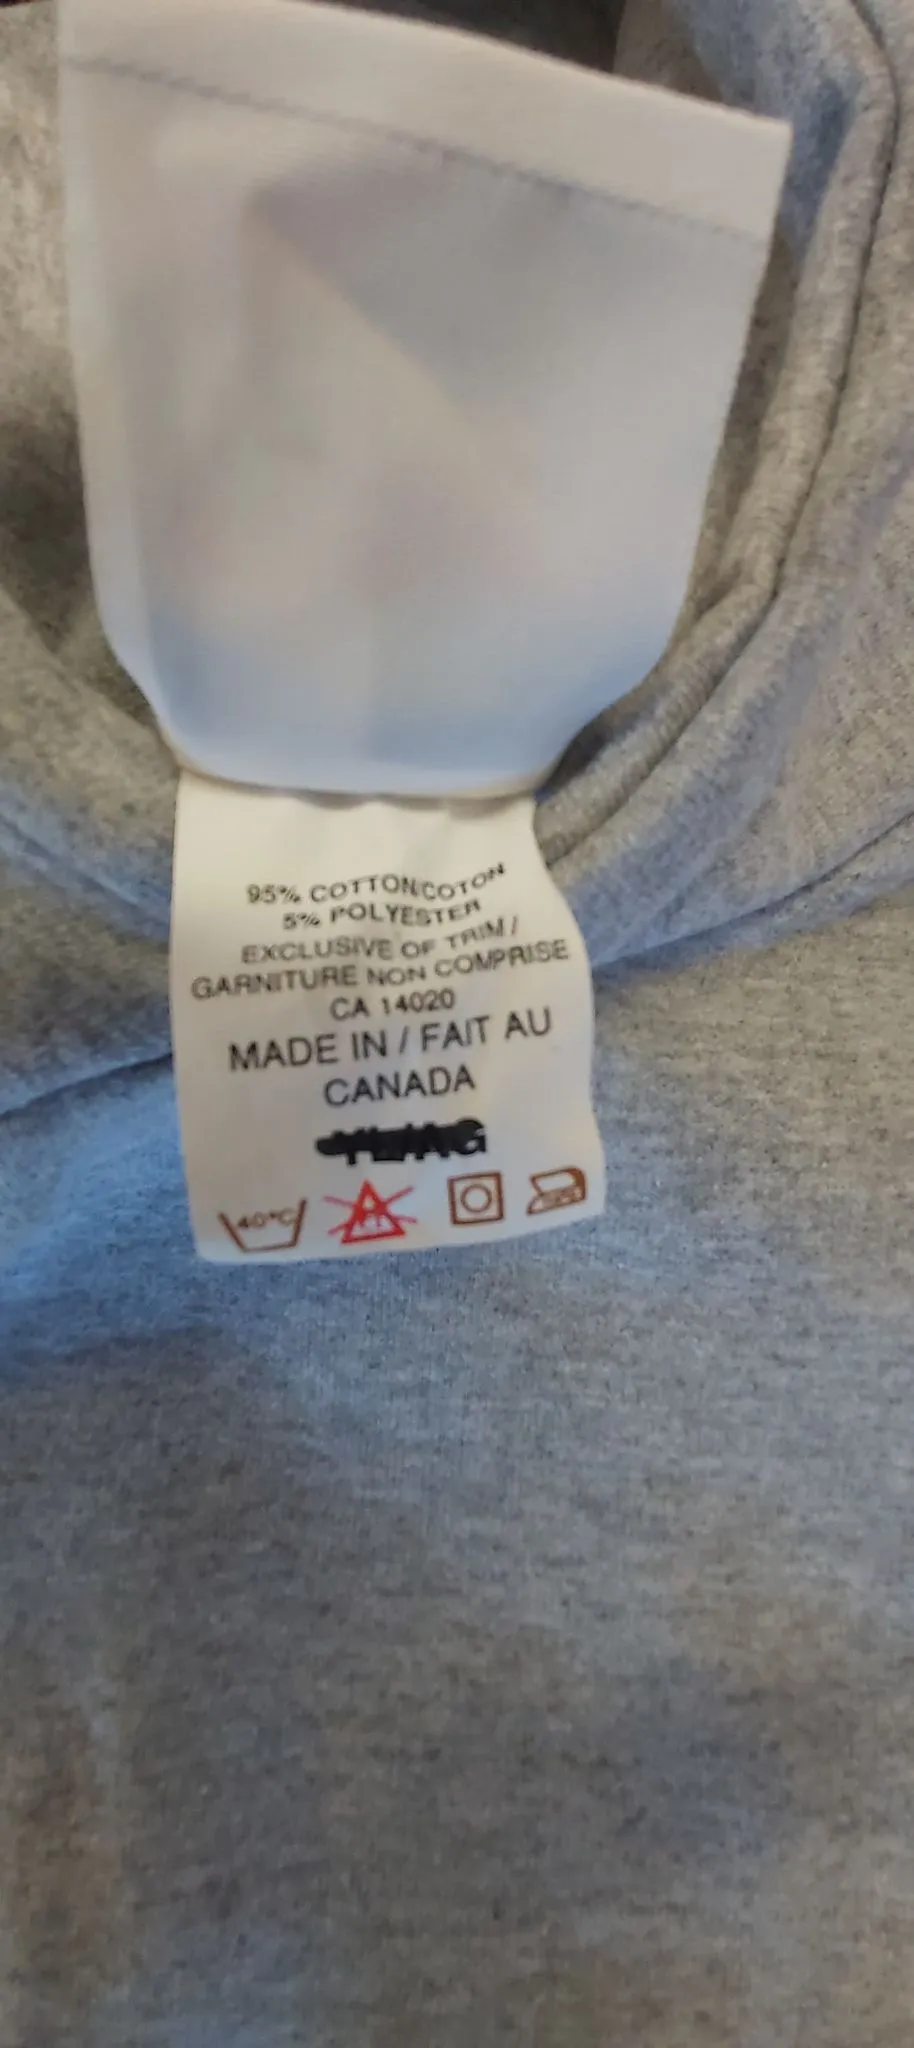 95% COTTON/COTON
5% POLYESTER
EXCLUSIVE OF TRIM /
GARNITURE NON COMPRISE
CA 14020
MADE IN / FAIT AU
CANADA
40°C